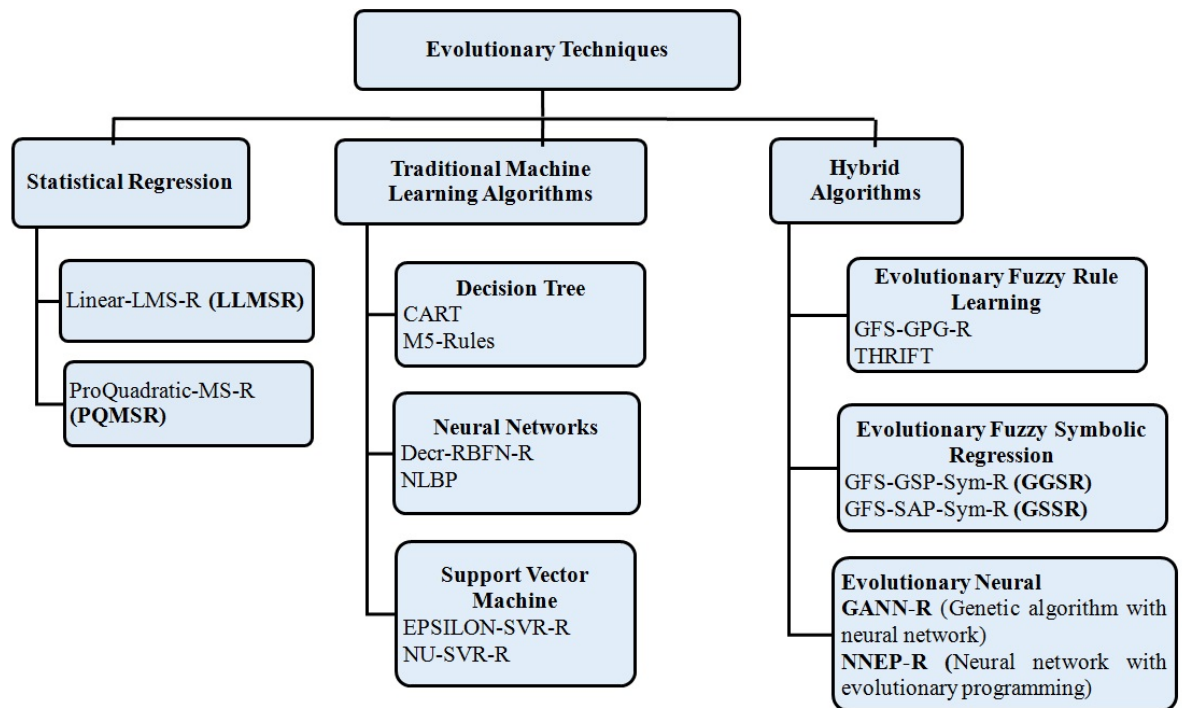 Evolutionary Techniques
Statistical Regression
Linear-LMS-R (LLMSR)
ProQuadratic-MS-R
(PQMSR)
Traditional Machine
Learning Algorithms
Decision Tree
CART
M5-Rules
Neural Networks
Decr-RBFN-R
NLBP
Support Vector
Machine
EPSILON-SVR-R
NU-SVR-R
Hybrid
Algorithms
Evolutionary Fuzzy Rule
Learning
GFS-GPG-R
THRIFT
Evolutionary Fuzzy Symbolic
Regression
GFS-GSP-Sym-R (GGSR)
GFS-SAP-Sym-R (GSSR)
Evolutionary Neural
GANN-R (Genetic algorithm with
neural network)
NNEP-R (Neural network with
evolutionary programming)